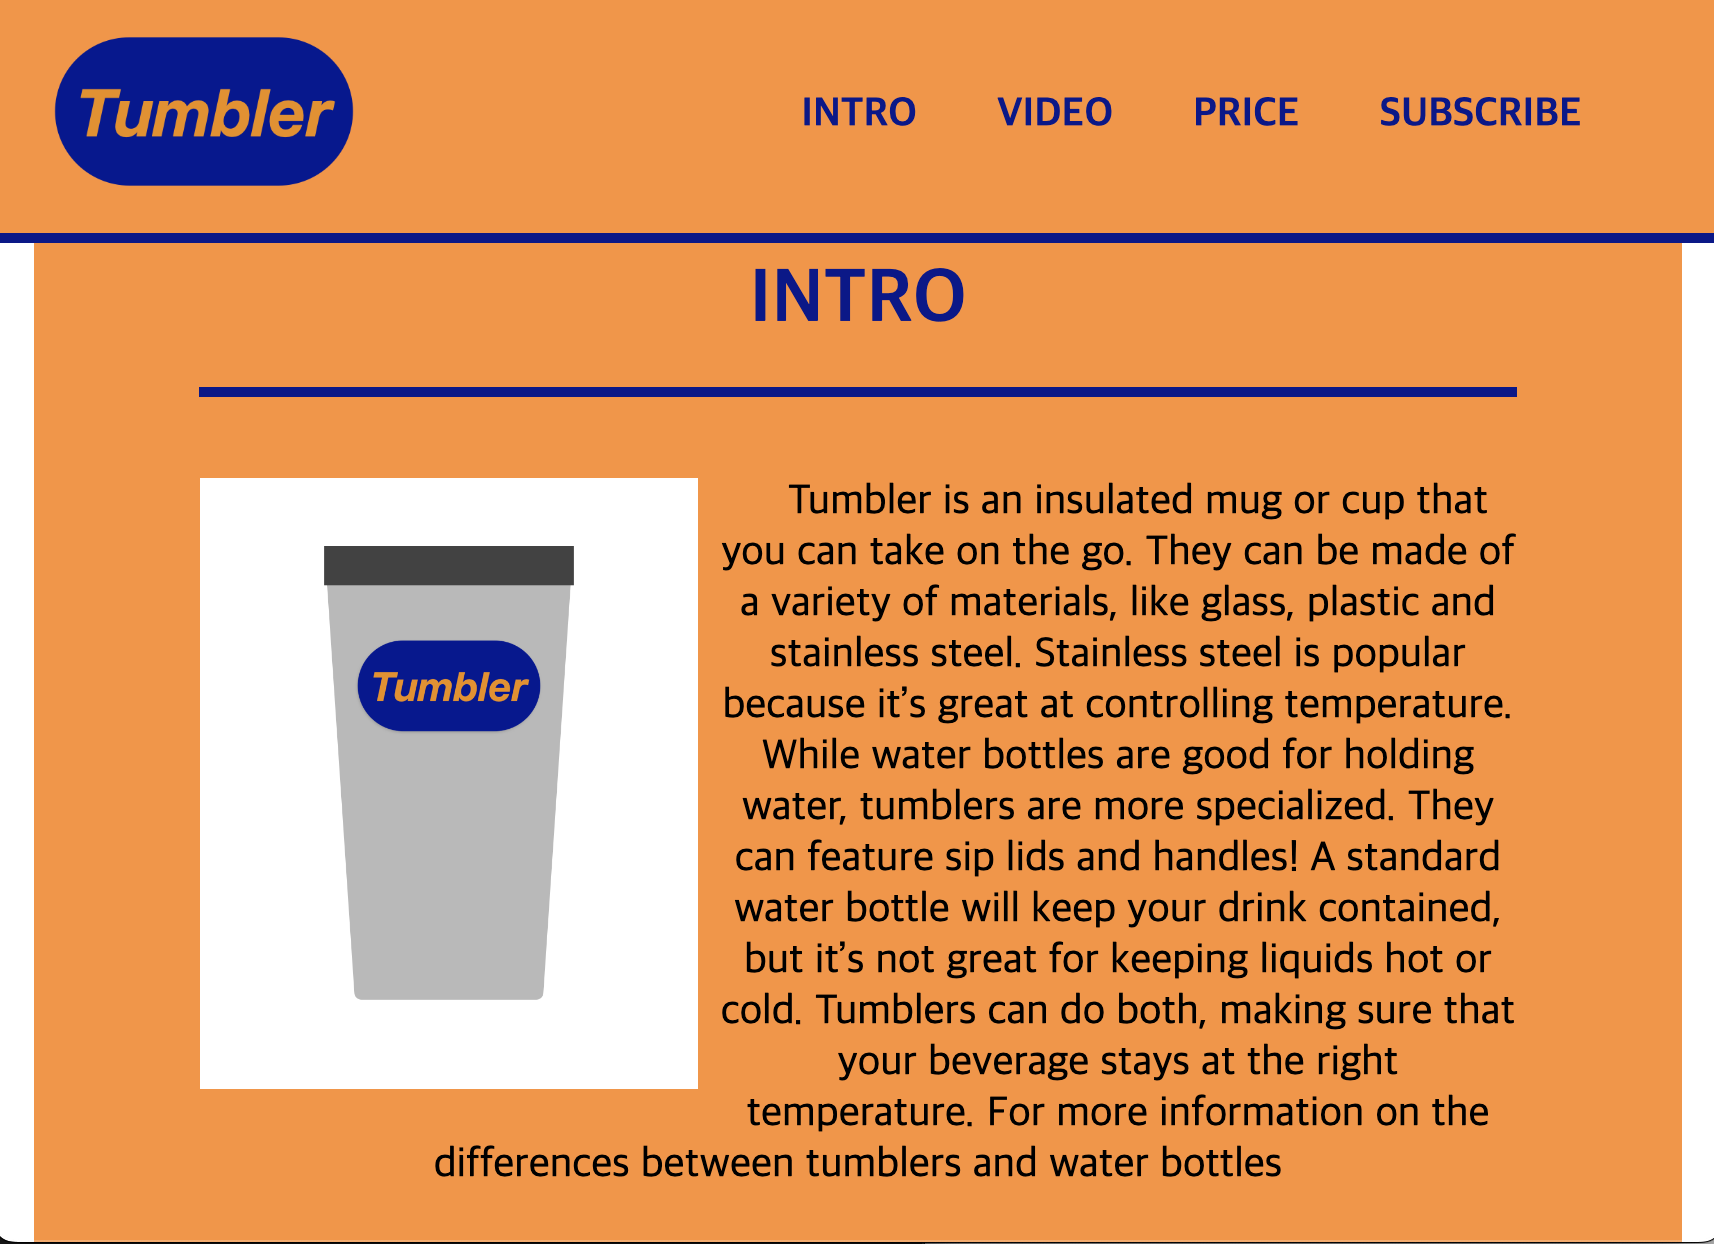 Tumbler
INTRO VIDEO PRICE SUBSCRIBE
INTRO
Tumbler
Tumbler is an insulated mug or cup that
you can take on the go. They can be made of
a variety of materials, like glass, plastic and
stainless steel. Stainless steel is popular
because it’s great at controlling temperature.
While water bottles are good for holding
water, tumblers are more specialized. They
can feature sip lids and handles! A standard
water bottle will keep your drink contained,
but it’s not great for keeping liquids hot or
cold. Tumblers can do both, making sure that
your beverage stays at the right
temperature. For more information on the
differences between tumblers and water bottles